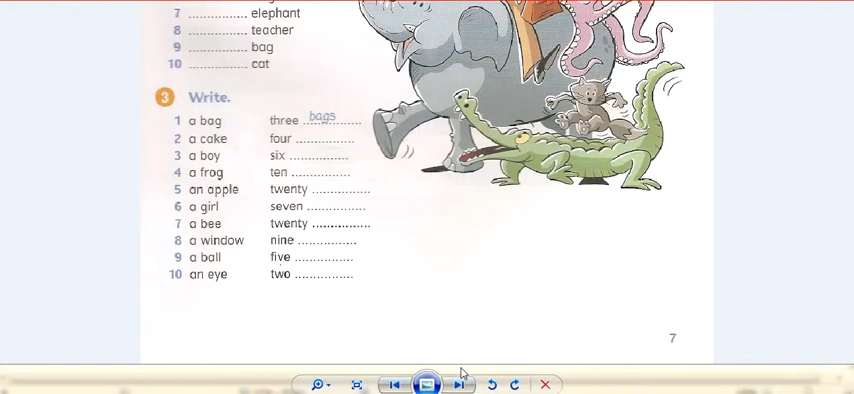 7 .............. elephant
8 .............. teacher
9 .............. bag
10 .............. cat
3 Write.
1 a bag three bags
2 a cake four ..............
3 a boy six ..............
4 a frog ten ..............
5 an apple twenty ..............
6 a girl seven ..............
7 a bee twenty ..............
8 a window nine ..............
9 a ball five ..............
10 an eye two ..............
7